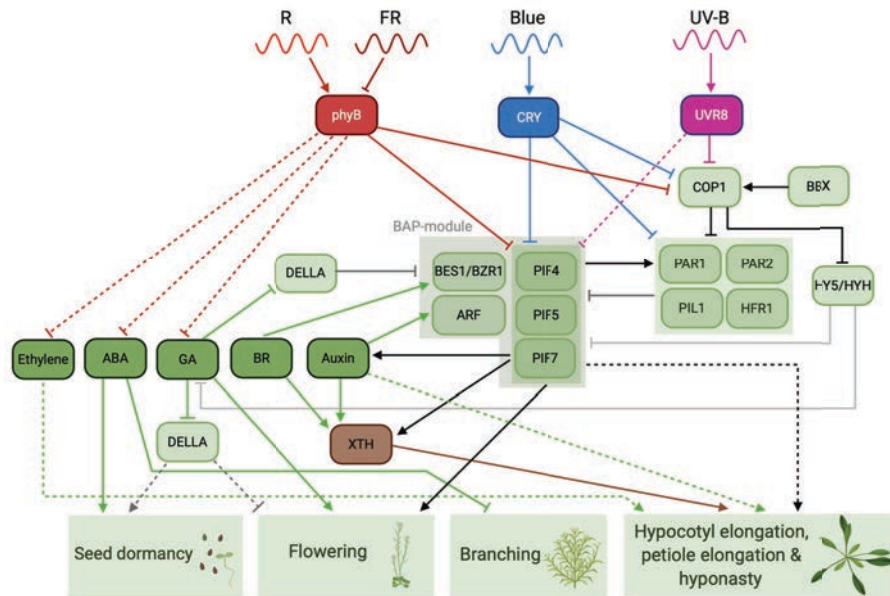 R
FR
Blue
UV-B
phyB
CRY
UVR8
COP1
BBX
BAP-module
DELLA
BES1/BZR1
PIF4
PAR1
PAR2
HY5/HYH
ARF
PIF5
PIL1
HFR1
Ethylene
ABA
GA
BR
Auxin
PIF7
DELLA
XTH
Seed dormancy
Flowering
Branching
Hypocotyl elongation,
petiole elongation &
hyponasty